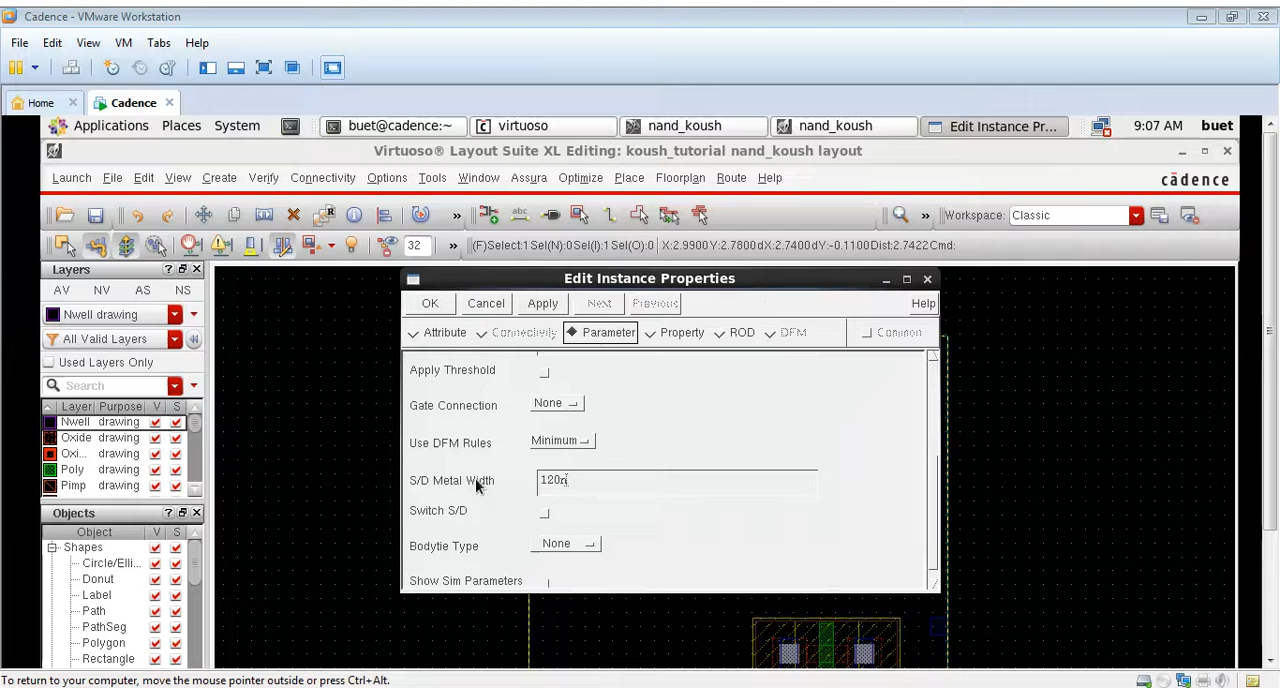 Cadence - VMware Workstation
File Edit View VM Tabs Help
Home Cadence
Applications Places System buet@cadence:~ virtuoso nand_koush nand_koush Edit Instance Pr... 9:07 AM buet
Virtuoso® Layout Suite XL Editing: koush_tutorial nand_koush layout
Launch File Edit View Create Verify Connectivity Options Tools Window Assura Optimize Place Floorplan Route Help cādence
» » Workspace: Classic
32 » (F)Select:1 Sel(N):0 Sel(I):1 Sel(O):0 X:2.9900 Y:2.7800 dX:2.7400 dY:-0.1100 Dist:2.7422 Cmd:
Layers ?
AV NV AS NS
Nwell drawing
All Valid Layers
Used Layers Only
Search
Layer Purpose V S
Nwell drawing
Oxide drawing
Oxi... drawing
Poly drawing
Pimp drawing
Objects ?
Object V S
Shapes
Circle/Elli...
Donut
Label
Path
PathSeg
Polygon
Rectangle
Edit Instance Properties
OK Cancel Apply Next Previous Help
Attribute Connectivity Parameter Property ROD DFM Common
Apply Threshold
Gate Connection None
Use DFM Rules Minimum
S/D Metal Width 120n
Switch S/D
Bodytie Type None
Show Sim Parameters
To return to your computer, move the mouse pointer outside or press Ctrl+Alt.